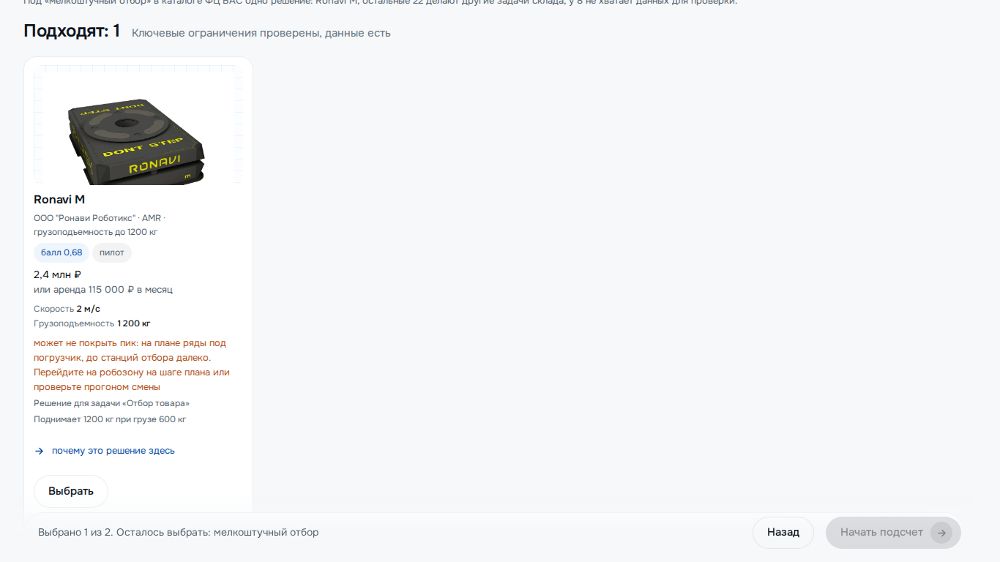 Под «мелкоштучный отбор» в каталоге ФЦ БАС одно решение: Ronavi M, остальные 22 делают другие задачи склада, у 8 не хватает данных для проверки.
Подходят: 1 Ключевые ограничения проверены, данные есть
DONT STEP
DONT STEP
RONAVI
m
Ronavi M
ООО "Ронави Роботикс" · AMR ·
грузоподъемность до 1200 кг
балл 0,68 пилот
2,4 млн ₽
или аренда 115 000 ₽ в месяц
Скорость 2 м/с
Грузоподъемность 1 200 кг
может не покрыть пик: на плане ряды под
погрузчик, до станций отбора далеко.
Перейдите на робозону на шаге плана или
проверьте прогоном смены
Решение для задачи «Отбор товара»
Поднимает 1200 кг при грузе 600 кг
→ почему это решение здесь
Выбрать
Выбрано 1 из 2. Осталось выбрать: мелкоштучный отбор
Назад
Начать подсчет →